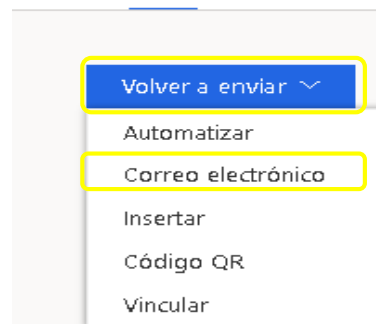 Volver a enviar
Automatizar
Correo electrónico
Insertar
Código QR
Vincular